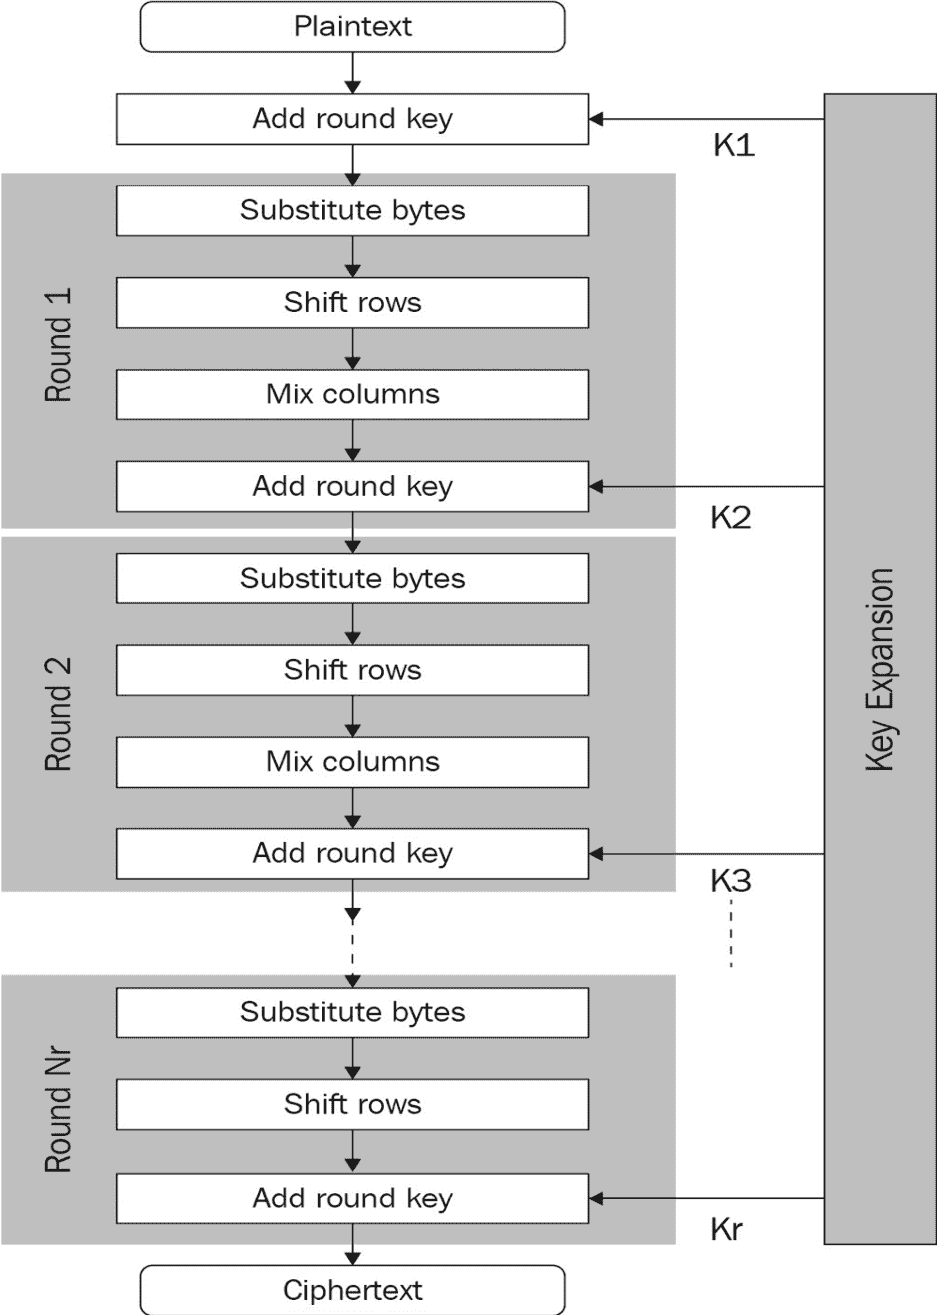 Plaintext
Add round key
K1
Round 1
Substitute bytes
Shift rows
Mix columns
Add round key
K2
Round 2
Substitute bytes
Shift rows
Mix columns
Add round key
K3
Key Expansion
Round Nr
Substitute bytes
Shift rows
Add round key
Kr
Ciphertext